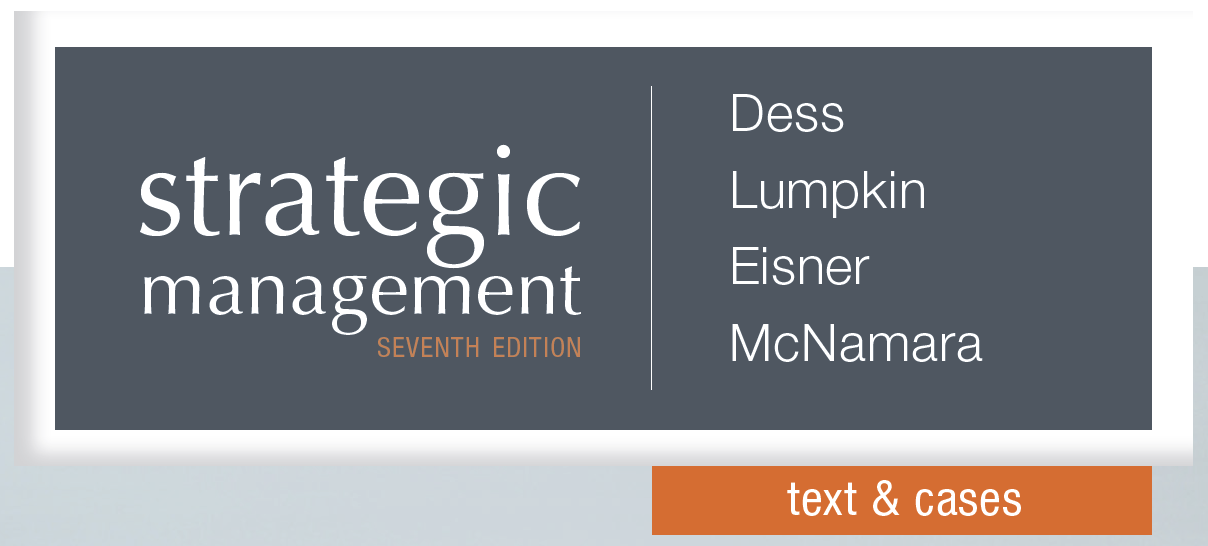 strategic
management
SEVENTH EDITION
Dess
Lumpkin
Eisner
McNamara
text & cases